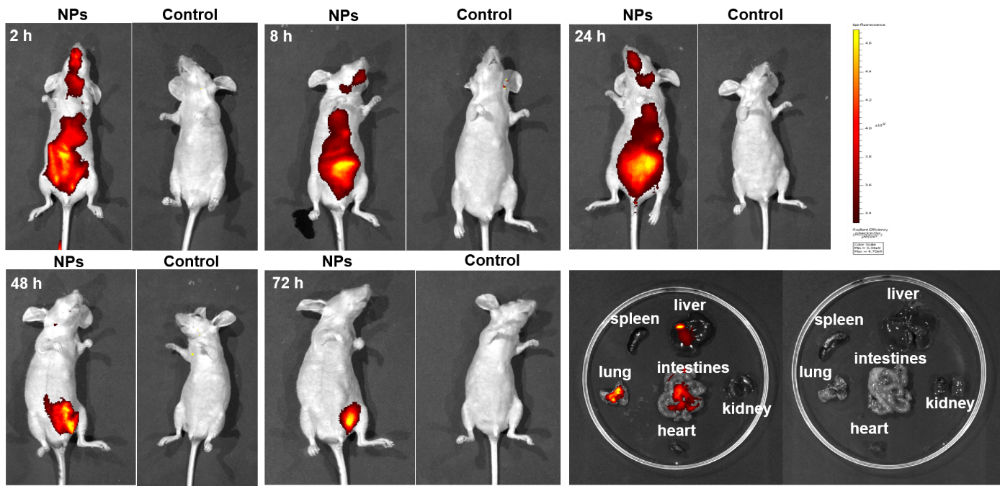 NPs Control NPs Control NPs Control
2 h 8 h 24 h
Epi-fluorescence
4.6
4.4
4.2
4.0
x10⁹
3.8
3.6
3.4
Radiant Efficiency
Color Scale
Min = 3.34e9
Max = 4.70e9
NPs Control NPs Control
48 h 72 h
liver
spleen
intestines
lung
kidney
heart
liver
spleen
intestines
lung
kidney
heart